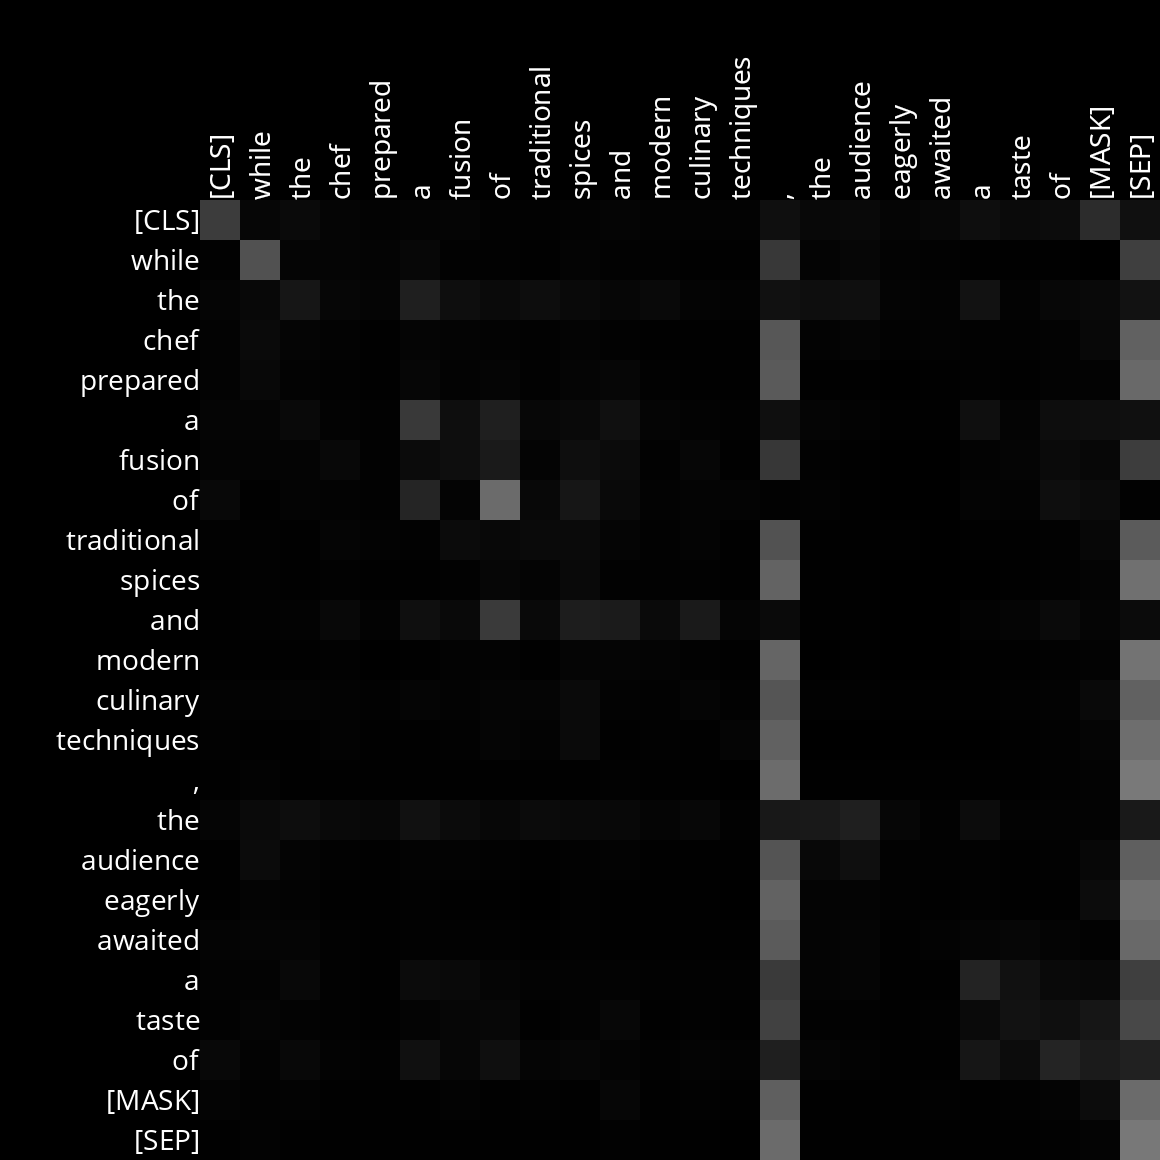 [CLS]
while
the
chef
prepared
a
fusion
of
traditional
spices
and
modern
culinary
techniques
,
the
audience
eagerly
awaited
a
taste
of
[MASK]
[SEP]
[CLS]
while
the
chef
prepared
a
fusion
of
traditional
spices
and
modern
culinary
techniques
,
the
audience
eagerly
awaited
a
taste
of
[MASK]
[SEP]